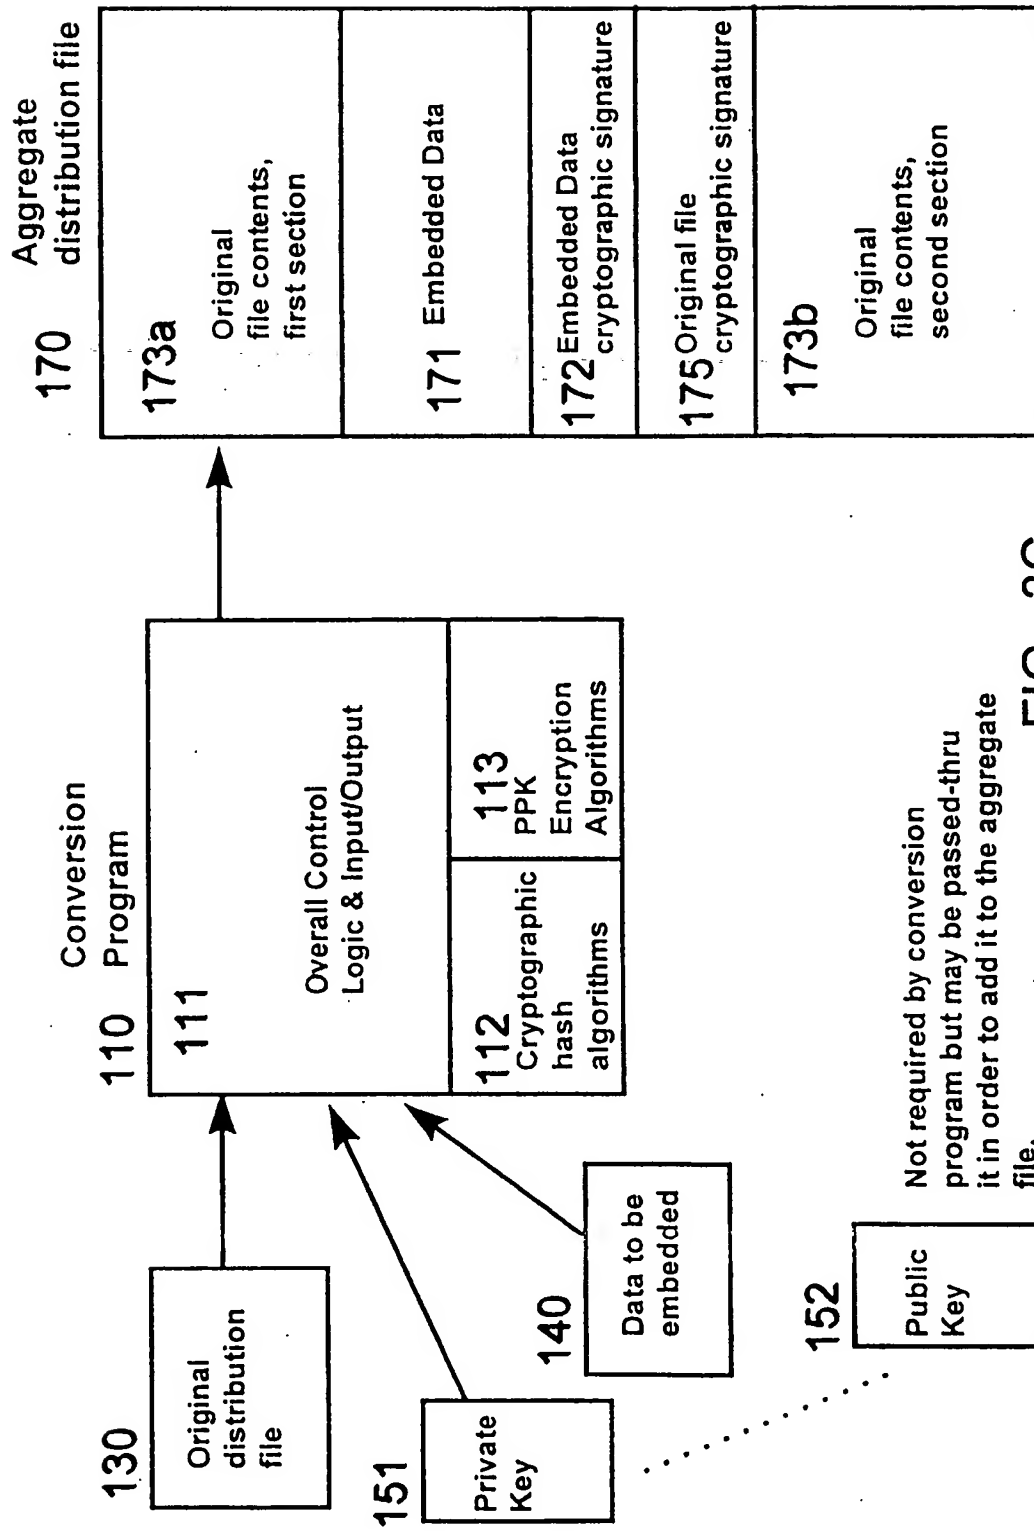 130
Original
distribution
file
151
Private
Key
140
Data to be
embedded
152
Public
Key
Not required by conversion
program but may be passed-thru
it in order to add it to the aggregate
file.
Conversion
110 Program
111
Overall Control
Logic & Input/Output
112
Cryptographic
hash
algorithms
113
PPK
Encryption
Algorithms
170
Aggregate
distribution file
173a
Original
file contents,
first section
171 Embedded Data
172 Embedded Data
cryptographic signature
175 Original file
cryptographic signature
173b
Original
file contents,
second section